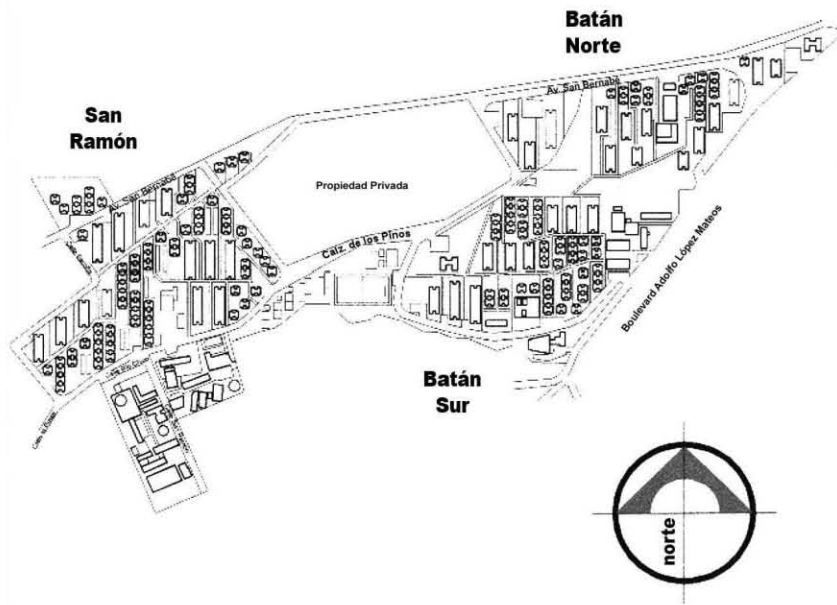 Batán
Norte
Av. San Bernabé
San
Ramón
Av. San Bernabé
Propiedad Privada
Calz. de los Pinos
Boulevard Adolfo López Mateos
Batán
Sur
norte